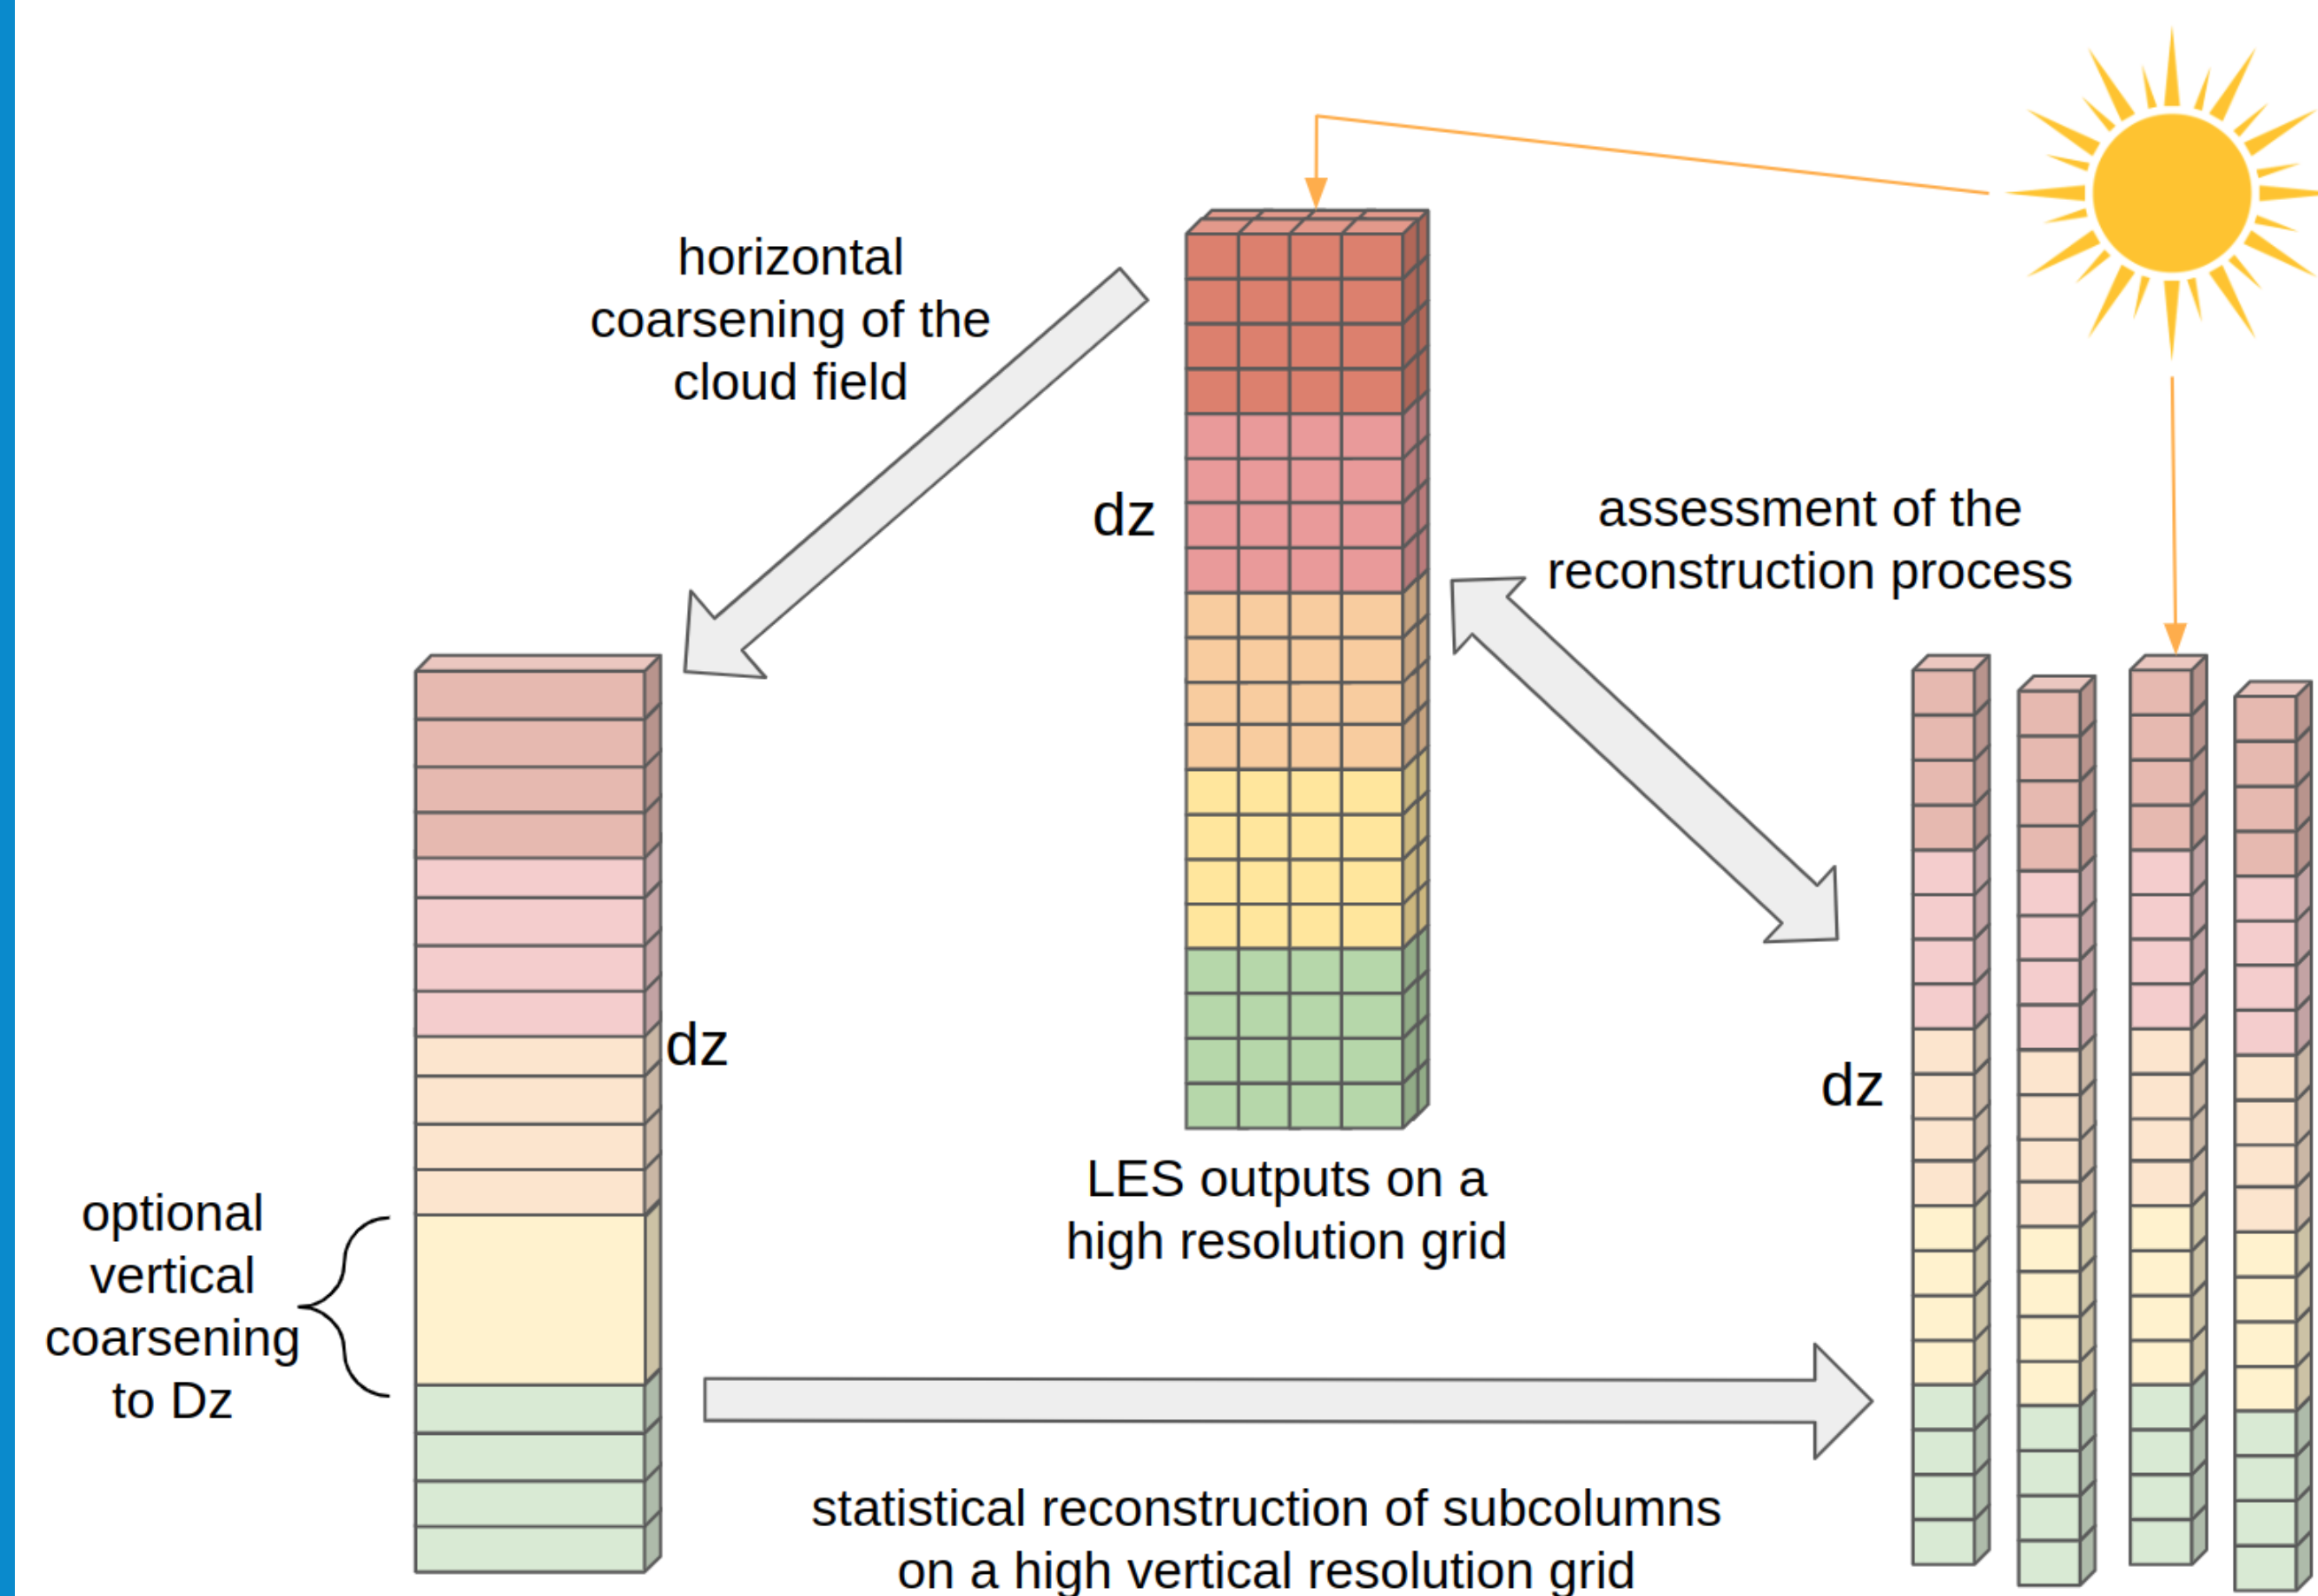 horizontal
coarsening of the
cloud field
dz
assessment of the
reconstruction process
dz
dz
LES outputs on a
high resolution grid
optional
vertical
coarsening
to Dz
statistical reconstruction of subcolumns
on a high vertical resolution grid